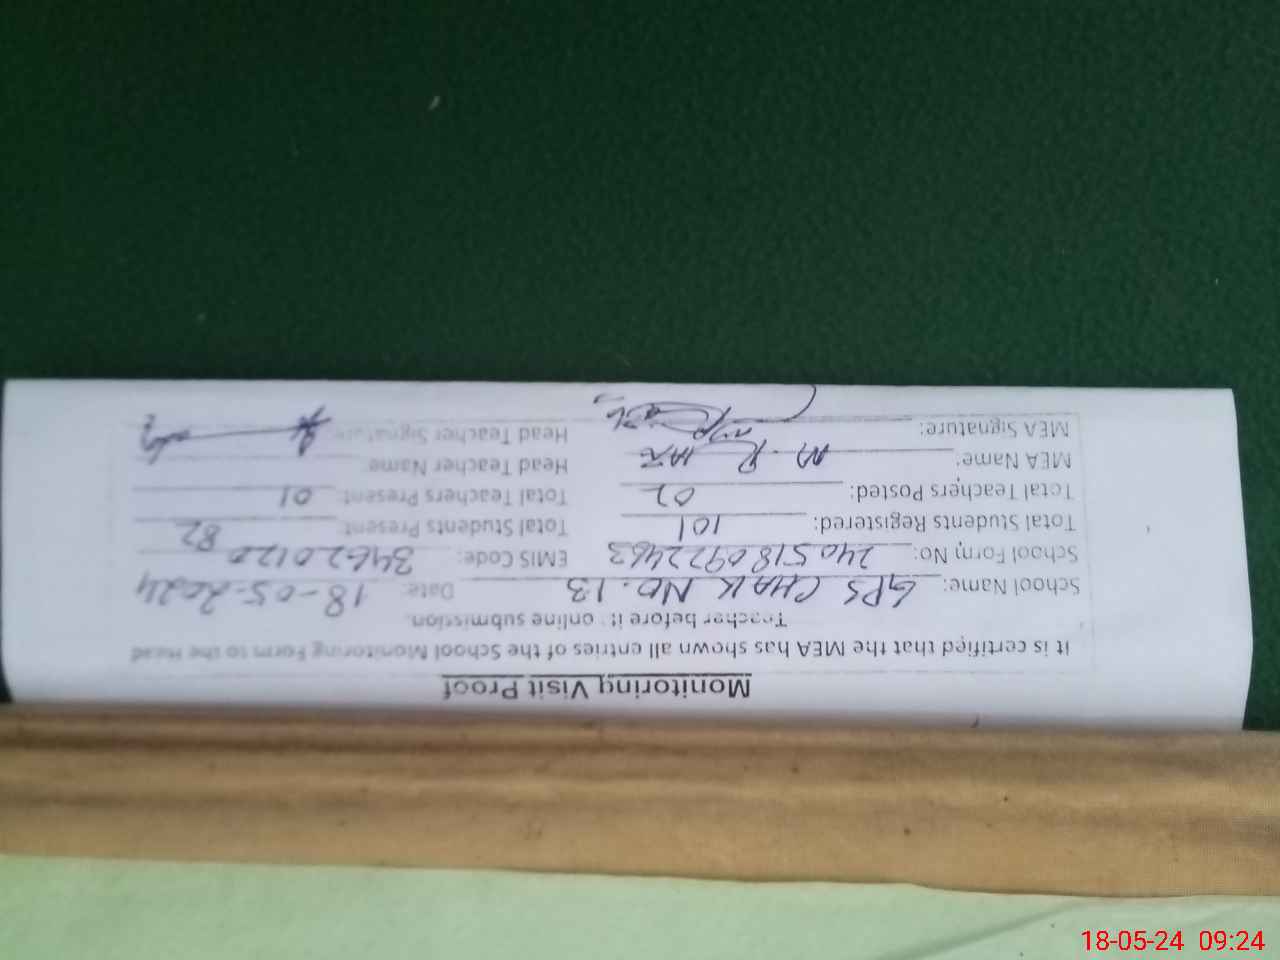 Monitoring Visit Proof
It is certified that the MEA has shown all entries of the School Monitoring Form to the Head
Teacher before it online submission.
School Name: GPS CHAK NO. 13 Date: 18-05-2024
School Form No: 240518092243 EMIS Code: 34620120
Total Students Registered: 101 Total Students Present: 82
Total Teachers Posted: 02 Total Teachers Present: 01
MEA Name: M. R Head Teacher Name
MEA Signature: Head Teacher Signature
18-05-24 09:24